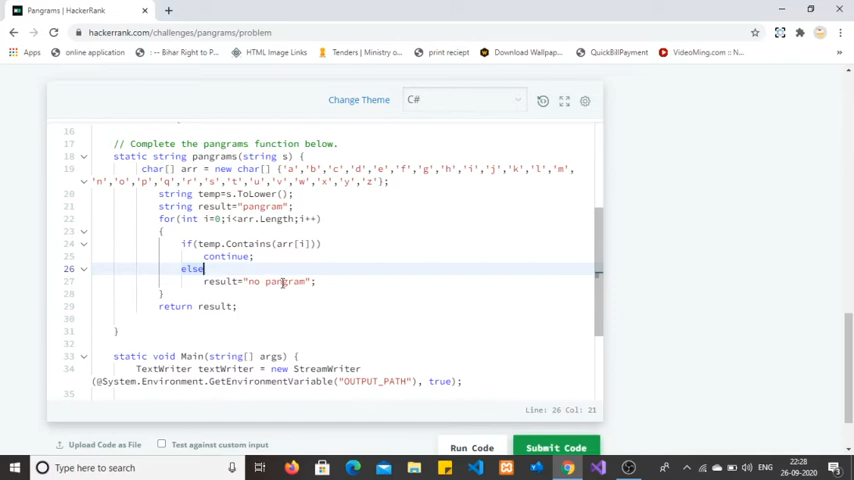 Pangrams | HackerRank
hackerrank.com/challenges/pangrams/problem
Apps online application : - Bihar Right to P... HTML Image Links Tenders | Ministry o... print reciept Download Wallpap... QuickBillPayment VideoMing.com :: N...
Change Theme C#
16
17 // Complete the pangrams function below.
18 static string pangrams(string s) {
19 char[] arr = new char[] {'a','b','c','d','e','f','g','h','i','j','k','l','m',
'n','o','p','q','r','s','t','u','v','w','x','y','z'};
20 string temp=s.ToLower();
21 string result="pangram";
22 for(int i=0;i<arr.Length;i++)
23 {
24 if(temp.Contains(arr[i]))
25 continue;
26 else
27 result="no pangram";
28 }
29 return result;
30
31 }
32
33 static void Main(string[] args) {
34 TextWriter textWriter = new StreamWriter
(@System.Environment.GetEnvironmentVariable("OUTPUT_PATH"), true);
35
Line: 26 Col: 21
Upload Code as File Test against custom input Run Code Submit Code
Type here to search ENG 22:28
26-09-2020